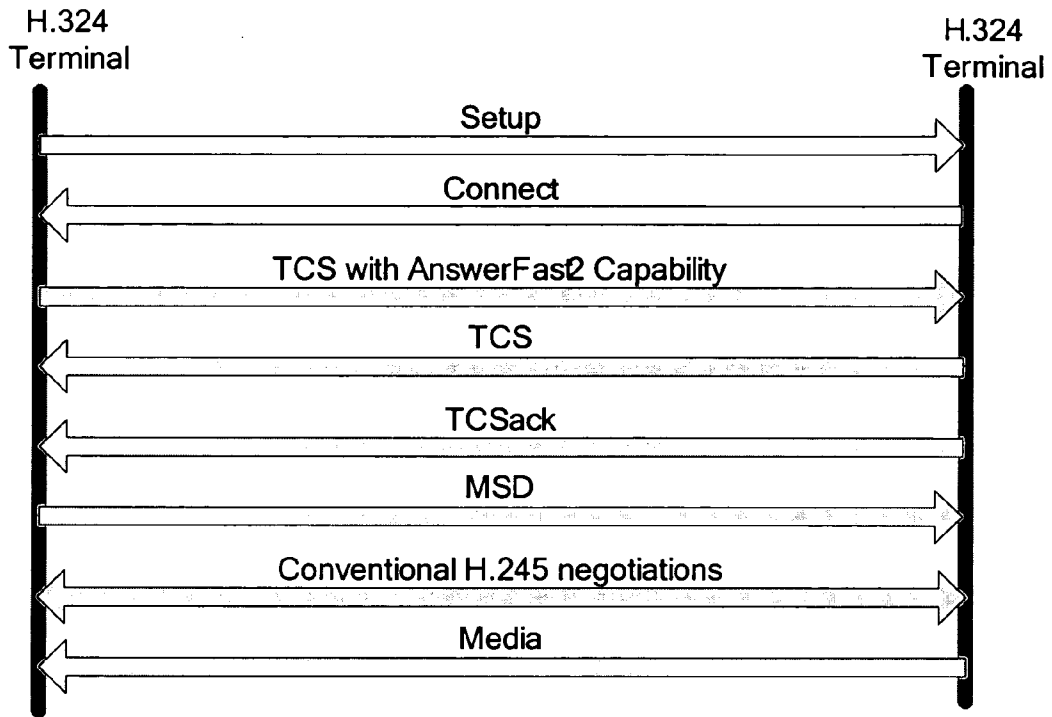 H.324
Terminal
H.324
Terminal
Setup
Connect
TCS with AnswerFast2 Capability
TCS
TCSack
MSD
Conventional H.245 negotiations
Media